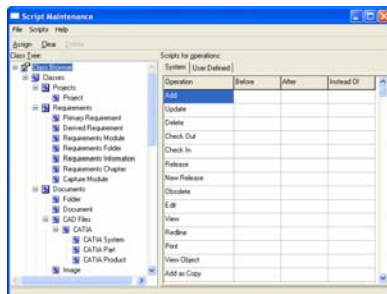 Script Maintenance
File Scripts Help
Assign Clear Delete
Class Tree:
Class Browser
Classes
Projects
Project
Requirements
Primary Requirement
Derived Requirement
Requirements Module
Requirements Folder
Requirements Information
Requirements Chapter
Capture Module
Documents
Folder
Document
CAD Files
CATIA
CATIA System
CATIA Part
CATIA Product
Image
Scripts for operations:
System User Defined
Operation Before After Instead Of
Add
Update
Delete
Check Out
Check In
Release
New Release
Obsolete
Edit
View
Redline
Print
View Object
Add as Copy